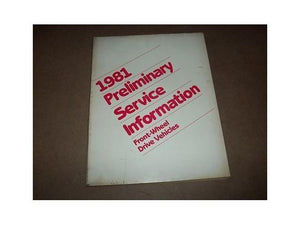 1981
Preliminary
Service
Information
Front-Wheel
Drive Vehicles